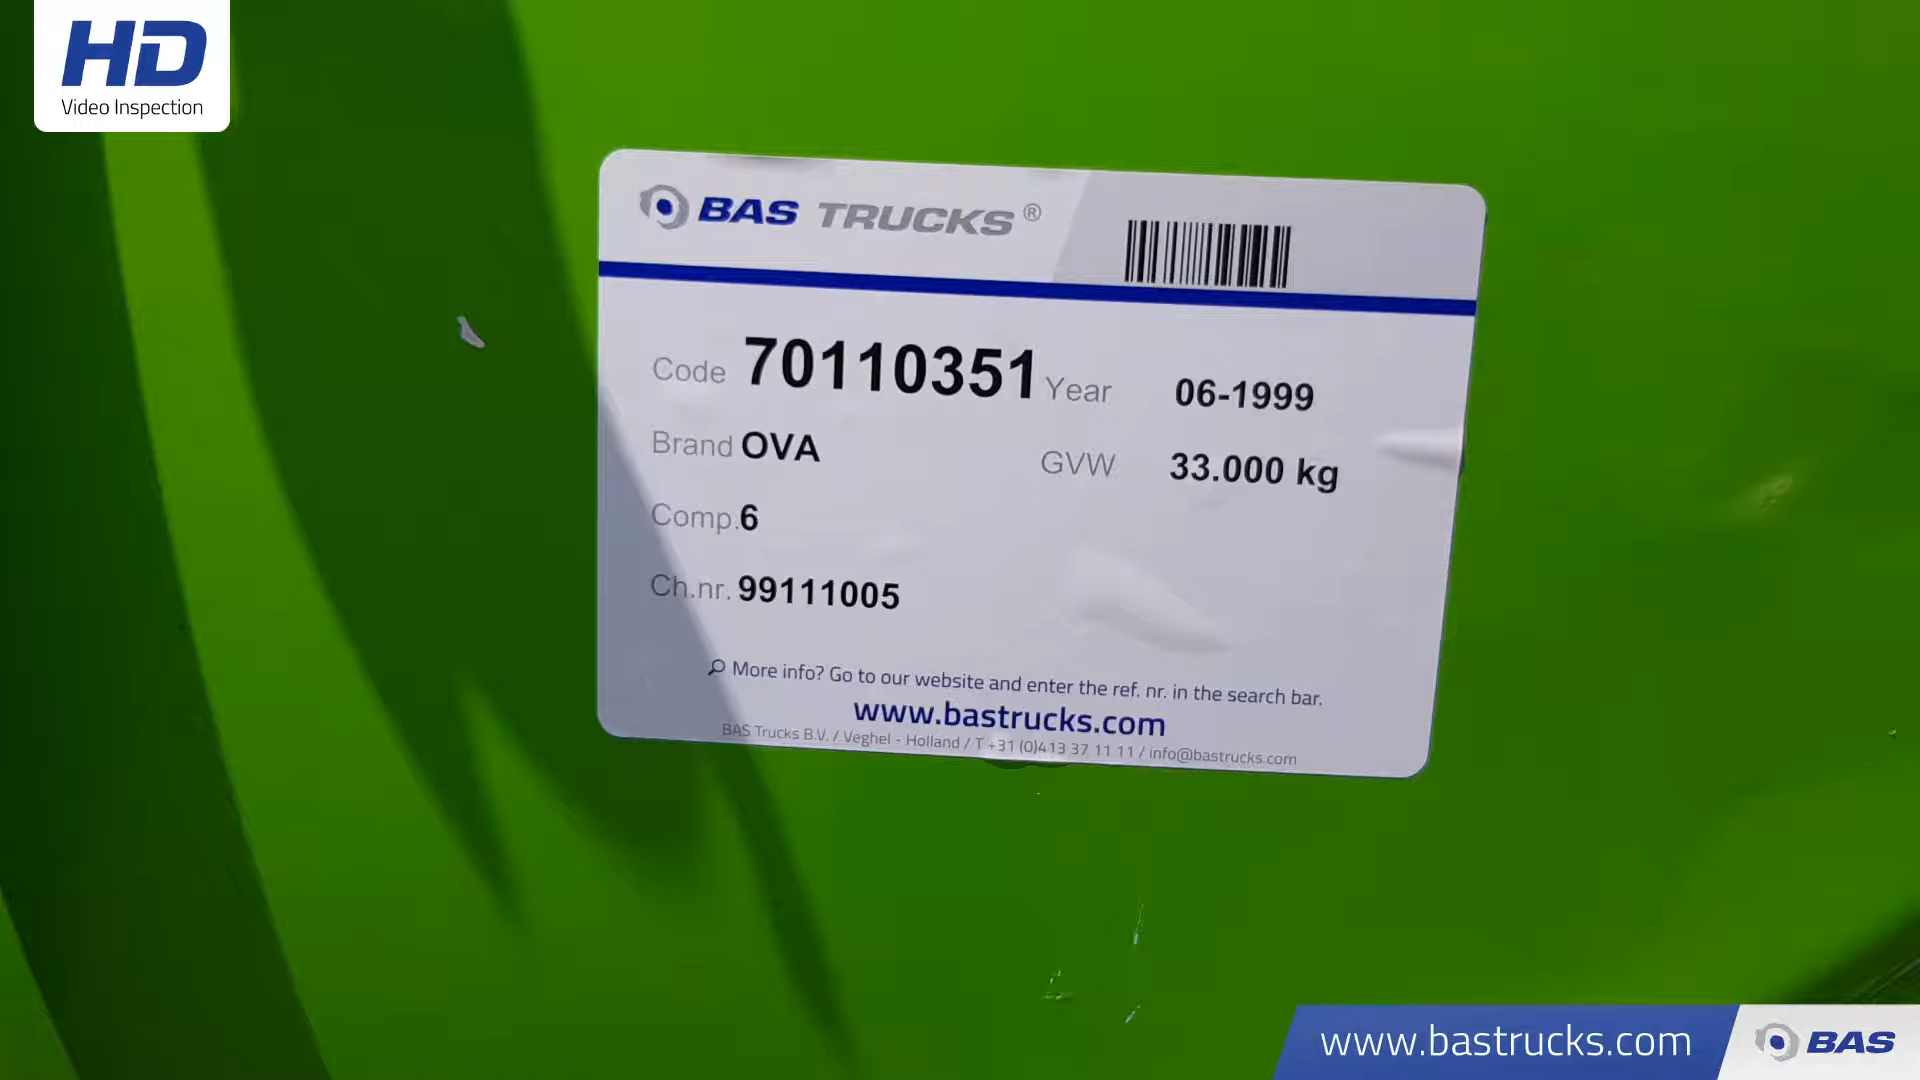 HD
Video Inspection
BAS TRUCKS®
Code 70110351 Year 06-1999
Brand OVA GVW 33.000 kg
Comp. 6
Ch.nr. 99111005
More info? Go to our website and enter the ref. nr. in the search bar.
www.bastrucks.com
BAS Trucks B.V. / Veghel - Holland / T +31 (0)413 37 11 11 / info@bastrucks.com
www.bastrucks.com BAS